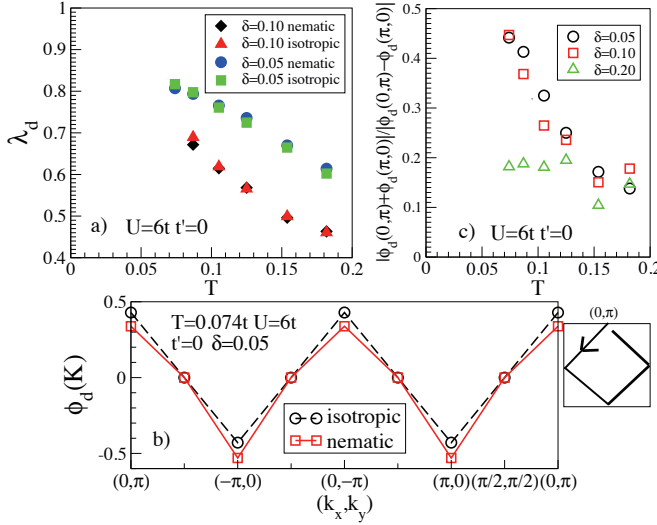 δ=0.10 nematic
δ=0.10 isotropic
δ=0.05 nematic
δ=0.05 isotropic
λd
1
0.9
0.8
0.7
0.6
0.5
0.4
a) U=6t t'=0
0 0.05 0.1 0.15 0.2
T
δ=0.05
δ=0.10
δ=0.20
|ϕd(0,π)+ϕd(π,0)|/|ϕd(0,π)−ϕd(π,0)|
0.5
0.4
0.3
0.2
0.1
0
c) U=6t t'=0
0 0.05 0.1 0.15 0.2
T
ϕd(K)
0.5
0
-0.5
T=0.074t U=6t
t'=0 δ=0.05
b)
isotropic
nematic
(0,π) (−π,0) (0,−π) (π,0)(π/2,π/2)(0,π)
(kx,ky)
(0,π)